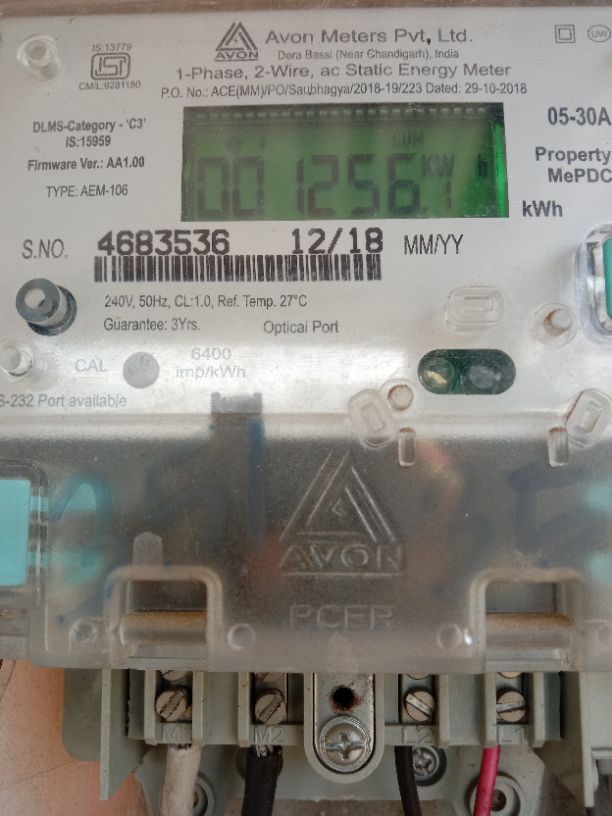 IS:13779
ISI
CM/L:9281180
AVON
Avon Meters Pvt. Ltd.
Dera Bassi (Near Chandigarh), India
1-Phase, 2-Wire, ac Static Energy Meter
P.O. No.: ACE(MM)/PO/Saubhagya/2018-19/223 Dated: 29-10-2018
UW
DLMS-Category - 'C3'
IS:15959
Firmware Ver.: AA1.00
TYPE: AEM-106
CUM
001256.1
KW h
05-30A
Property
MePDC
kWh
S.NO. 4683536 12/18 MM/YY
240V, 50Hz, CL:1.0, Ref. Temp. 27°C
Guarantee: 3Yrs. Optical Port
CAL 6400
imp/kWh
S-232 Port available
AVON
M M2 L2 L1